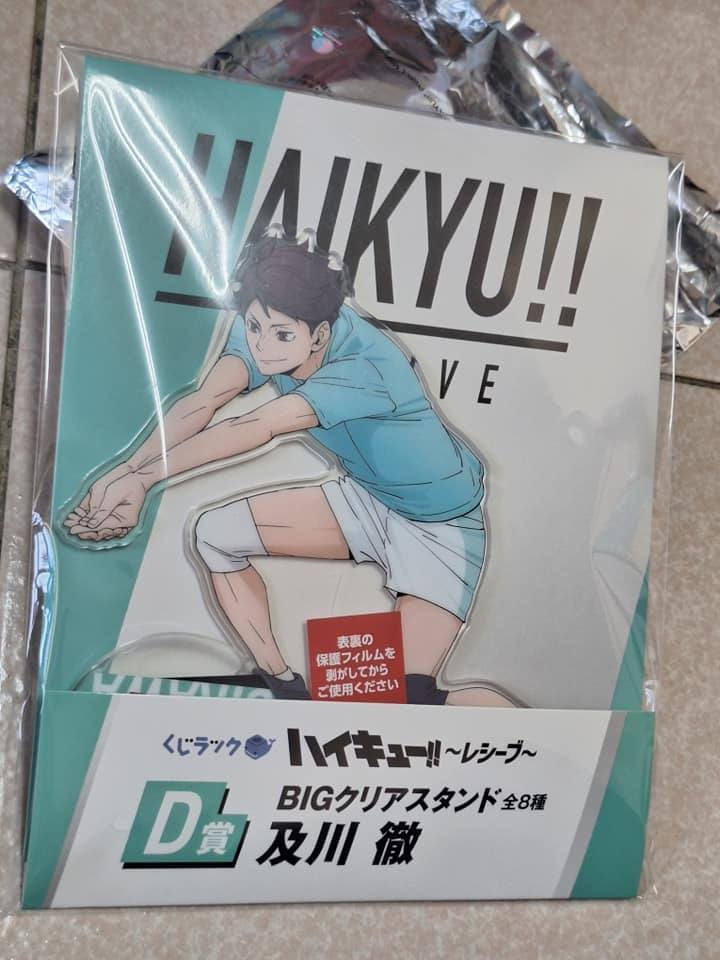 HAIKYU!!
VE
表裏の
保護フィルムを
剥がしてから
ご使用ください
くじラック ハイキュー!! ～レシーブ～
D賞
BIGクリアスタンド 全8種
及川 徹